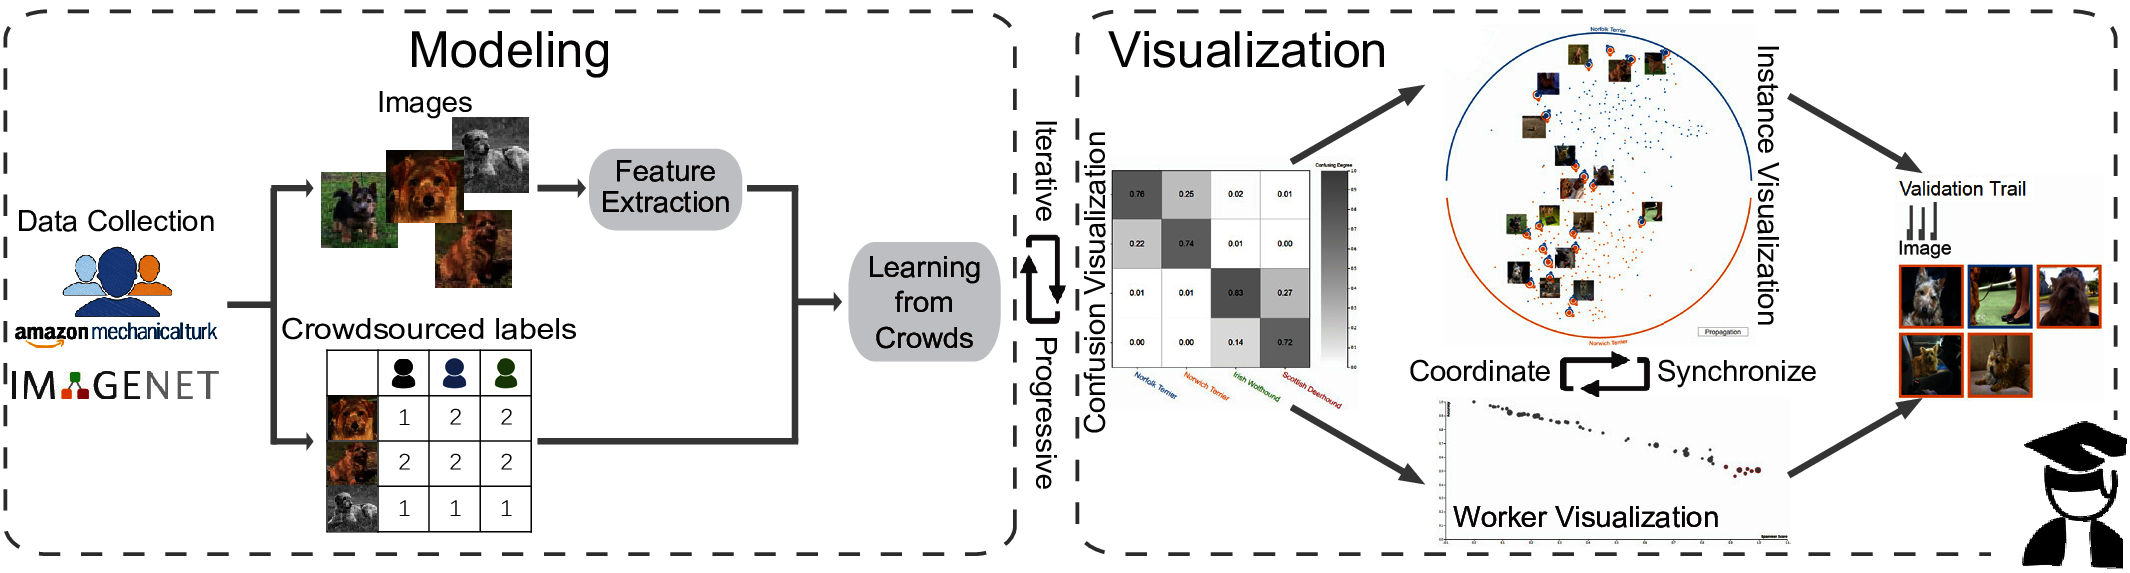 Modeling
Images
Feature
Extraction
Data Collection
amazonmechanicalturk
IMAGENET
Crowdsourced labels
1 2 2
2 2 2
1 1 1
Learning
from
Crowds
Iterative
Progressive
Visualization
Confusion Visualization
Confusing Degree
0.76 0.25 0.02 0.01
0.22 0.74 0.01 0.00
0.01 0.01 0.83 0.27
0.00 0.00 0.14 0.72
Norfolk Terrier
Norwich Terrier
Irish Wolfhound
Scottish Deerhound
Norfolk Terrier
Instance Visualization
Propagation
Norwich Terrier
Coordinate
Synchronize
Worker Visualization
Spammer Score
Validation Trail
Image